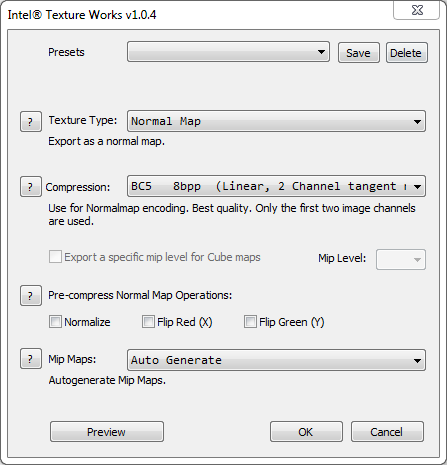 Intel® Texture Works v1.0.4
Presets Save Delete
? Texture Type: Normal Map
Export as a normal map.
? Compression: BC5 8bpp (Linear, 2 Channel tangent
Use for Normalmap encoding. Best quality. Only the first two image channels
are used.
Export a specific mip level for Cube maps Mip Level:
? Pre-compress Normal Map Operations:
Normalize Flip Red (X) Flip Green (Y)
? Mip Maps: Auto Generate
Autogenerate Mip Maps.
Preview OK Cancel